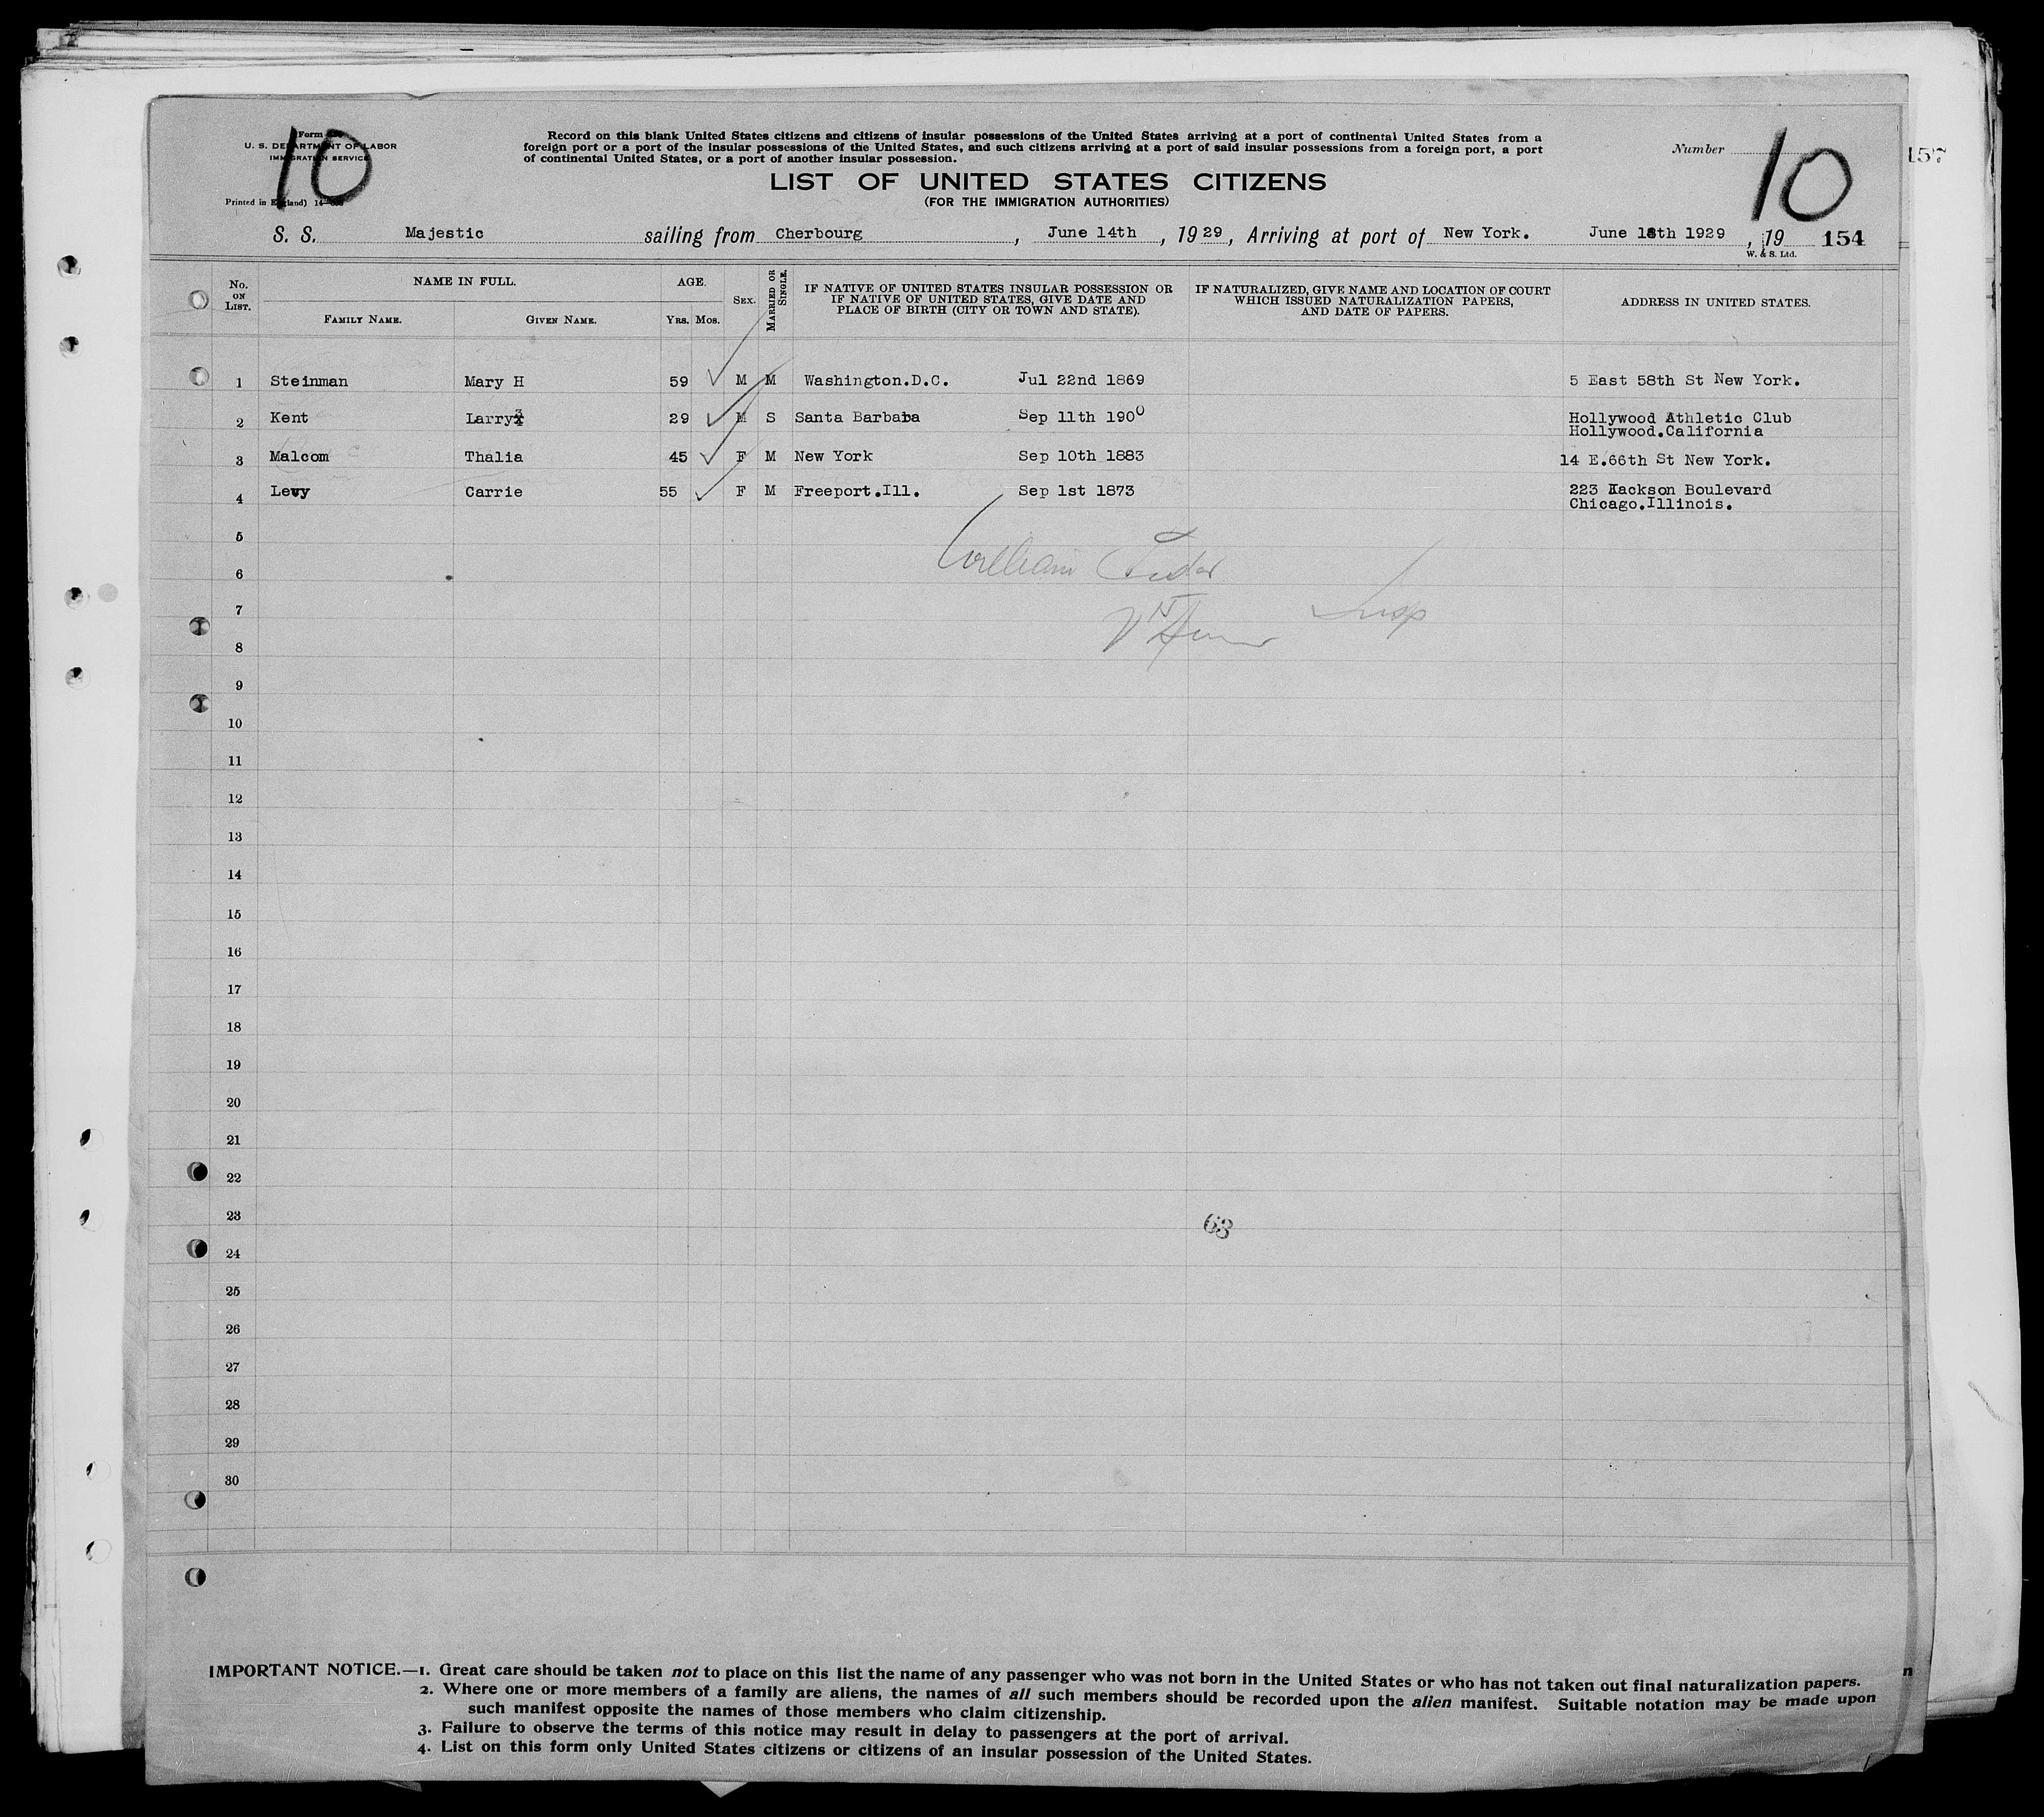 10
Form
U. S. DEPARTMENT OF LABOR
IMMIGRATION SERVICE
Printed in England) 14
Record on this blank United States citizens and citizens of insular possessions of the United States arriving at a port of continental United States from a
foreign port or a port of the insular possessions of the United States, and such citizens arriving at a port of said insular possessions from a foreign port, a port
of continental United States, or a port of another insular possession.
Number 10
157
LIST OF UNITED STATES CITIZENS
(FOR THE IMMIGRATION AUTHORITIES)
S. S. Majestic sailing from Cherbourg, June 14th, 1929, Arriving at port of New York. June 18th 1929, 19 154
W. & S. Ltd.
No. ON LIST. NAME IN FULL. FAMILY NAME. GIVEN NAME. AGE. YRS. MOS. SEX. MARRIED OR SINGLE. IF NATIVE OF UNITED STATES INSULAR POSSESSION OR IF NATIVE OF UNITED STATES, GIVE DATE AND PLACE OF BIRTH (CITY OR TOWN AND STATE). IF NATURALIZED, GIVE NAME AND LOCATION OF COURT WHICH ISSUED NATURALIZATION PAPERS, AND DATE OF PAPERS. ADDRESS IN UNITED STATES.
1 Steinman Mary H 59 M M Washington.D.C. Jul 22nd 1869 5 East 58th St New York.
2 Kent Larry 29 M S Santa Barbaba Sep 11th 1900 Hollywood Athletic Club
Hollywood.California
3 Malcom Thalia 45 F M New York Sep 10th 1883 14 E.66th St New York.
4 Levy Carrie 55 F M Freeport.Ill. Sep 1st 1873 223 Iackson Boulevard
Chicago.Illinois.
5
William
6
7
Insp
8
9
10
11
12
13
14
15
16
17
18
19
20
21
22
23
63
24
25
26
27
28
29
30
IMPORTANT NOTICE.—1. Great care should be taken not to place on this list the name of any passenger who was not born in the United States or who has not taken out final naturalization papers.
n
2. Where one or more members of a family are aliens, the names of all such members should be recorded upon the alien manifest. Suitable notation may be made upon
such manifest opposite the names of those members who claim citizenship.
3. Failure to observe the terms of this notice may result in delay to passengers at the port of arrival.
4. List on this form only United States citizens or citizens of an insular possession of the United States.